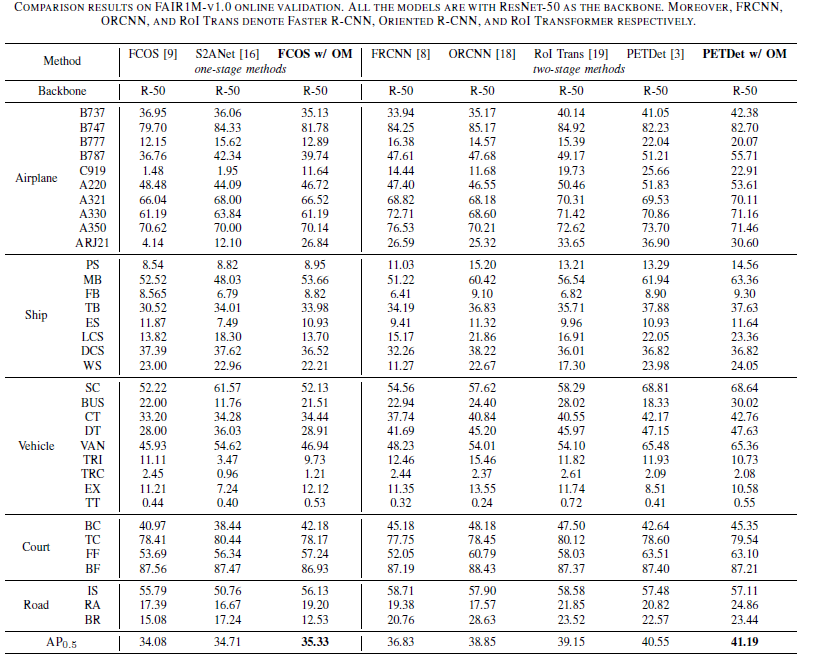 COMPARISON RESULTS ON FAIR1M-V1.0 ONLINE VALIDATION. ALL THE MODELS ARE WITH RESNET-50 AS THE BACKBONE. MOREOVER, FRCNN,
ORCNN, AND ROI TRANS DENOTE FASTER R-CNN, ORIENTED R-CNN, AND ROI TRANSFORMER RESPECTIVELY.
Method FCOS [9] S2ANet [16] FCOS w/ OM FRCNN [8] ORCNN [18] RoI Trans [19] PETDet [3] PETDet w/ OM
one-stage methods two-stage methods
Backbone R-50 R-50 R-50 R-50 R-50 R-50 R-50 R-50
Airplane
B737 36.95 36.06 35.13 33.94 35.17 40.14 41.05 42.38
B747 79.70 84.33 81.78 84.25 85.17 84.92 82.23 82.70
B777 12.15 15.62 12.89 16.38 14.57 15.39 22.04 20.07
B787 36.76 42.34 39.74 47.61 47.68 49.17 51.21 55.71
C919 1.48 1.95 11.64 14.44 11.68 19.73 25.66 22.91
A220 48.48 44.09 46.72 47.40 46.55 50.46 51.83 53.61
A321 66.04 68.00 66.52 68.82 68.18 70.31 69.53 70.11
A330 61.19 63.84 61.19 72.71 68.60 71.42 70.86 71.16
A350 70.62 70.00 70.14 76.53 70.21 72.62 73.70 71.46
ARJ21 4.14 12.10 26.84 26.59 25.32 33.65 36.90 30.60
Ship
PS 8.54 8.82 8.95 11.03 15.20 13.21 13.29 14.56
MB 52.52 48.03 53.66 51.22 60.42 56.54 61.94 63.36
FB 8.565 6.79 8.82 6.41 9.10 6.82 8.90 9.30
TB 30.52 34.01 33.98 34.19 36.83 35.71 37.88 37.63
ES 11.87 7.49 10.93 9.41 11.32 9.96 10.93 11.64
LCS 13.82 18.30 13.70 15.17 21.86 16.91 22.05 23.36
DCS 37.39 37.62 36.52 32.26 38.22 36.01 36.82 36.82
WS 23.00 22.96 22.21 11.27 22.67 17.30 23.98 24.05
Vehicle
SC 52.22 61.57 52.13 54.56 57.62 58.29 68.81 68.64
BUS 22.00 11.76 21.51 22.94 24.40 28.02 18.33 30.02
CT 33.20 34.28 34.44 37.74 40.84 40.55 42.17 42.76
DT 28.00 36.03 28.91 41.69 45.20 45.97 47.15 47.63
VAN 45.93 54.62 46.94 48.23 54.01 54.10 65.48 65.36
TRI 11.11 3.47 9.73 12.46 15.46 11.82 11.93 10.73
TRC 2.45 0.96 1.21 2.44 2.37 2.61 2.09 2.08
EX 11.21 7.24 12.12 11.35 13.55 11.74 8.51 10.58
TT 0.44 0.40 0.53 0.32 0.24 0.72 0.41 0.55
Court
BC 40.97 38.44 42.18 45.18 48.18 47.50 42.64 45.35
TC 78.41 80.44 78.17 77.75 78.45 80.12 78.60 79.54
FF 53.69 56.34 57.24 52.05 60.79 58.03 63.51 63.10
BF 87.56 87.47 86.93 87.19 88.43 87.37 87.40 87.21
Road
IS 55.79 50.76 56.13 58.71 57.90 58.58 57.48 57.11
RA 17.39 16.67 19.20 19.38 17.57 21.85 20.82 24.86
BR 15.08 17.24 12.53 20.76 28.63 23.52 22.57 23.44
AP0.5 34.08 34.71 35.33 36.83 38.85 39.15 40.55 41.19